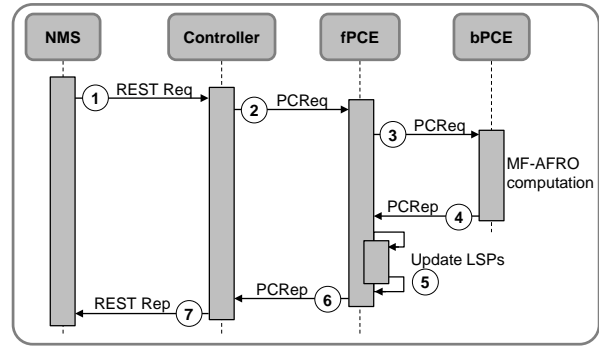 NMS
Controller
fPCE
bPCE
1
REST Req
2
PCReq
3
PCReq
MF-AFRO
computation
PCRep
4
Update LSPs
5
PCRep
6
REST Rep
7